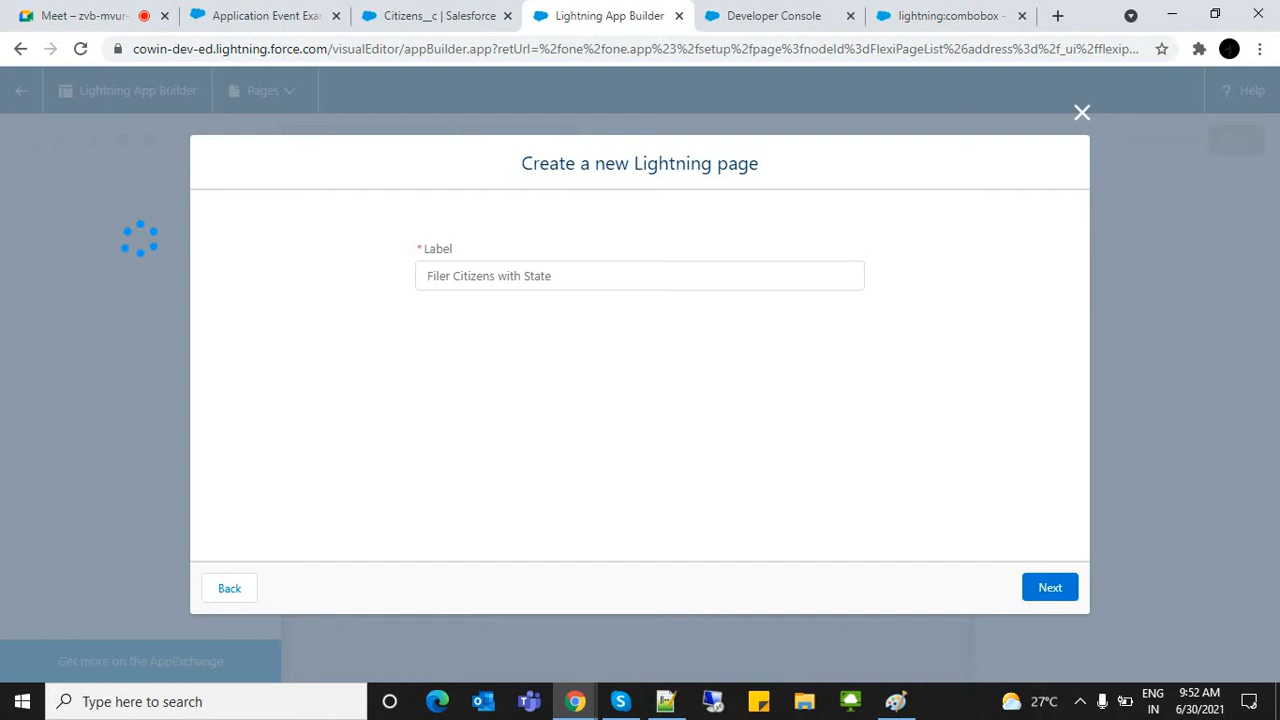 Meet – zvb-mvur-
Application Event Exa
Citizens__c | Salesforce
Lightning App Builder
Developer Console
lightning:combobox -
cowin-dev-ed.lightning.force.com/visualEditor/appBuilder.app?retUrl=%2fone%2fone.app%23%2fsetup%2fpage%3fnodeId%3dFlexiPageList%26address%3d%2f_ui%2fflexip...
Lightning App Builder
Pages
? Help
Create a new Lightning page
* Label
Filer Citizens with State
Back
Next
Get more on the AppExchange
Type here to search
27°C
ENG
IN
9:52 AM
6/30/2021